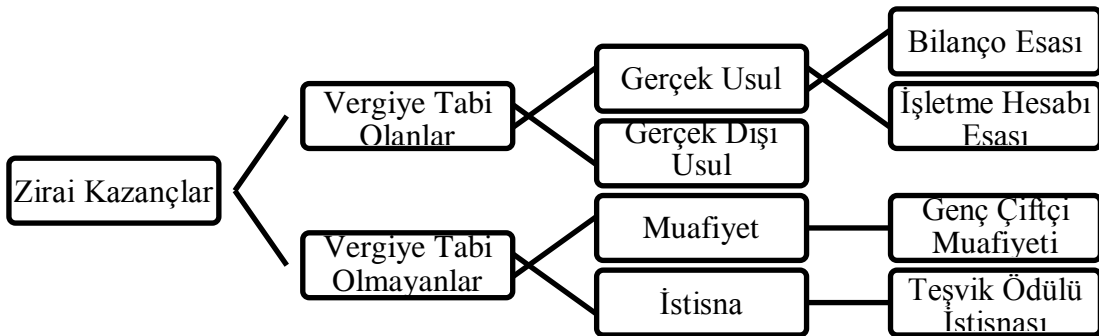 Zirai Kazançlar
Vergiye Tabi
Olanlar
Gerçek Usul
Bilanço Esası
İşletme Hesabı
Esası
Gerçek Dışı
Usul
Vergiye Tabi
Olmayanlar
Muafiyet
Genç Çiftçi
Muafiyeti
İstisna
Teşvik Ödülü
İstisnası